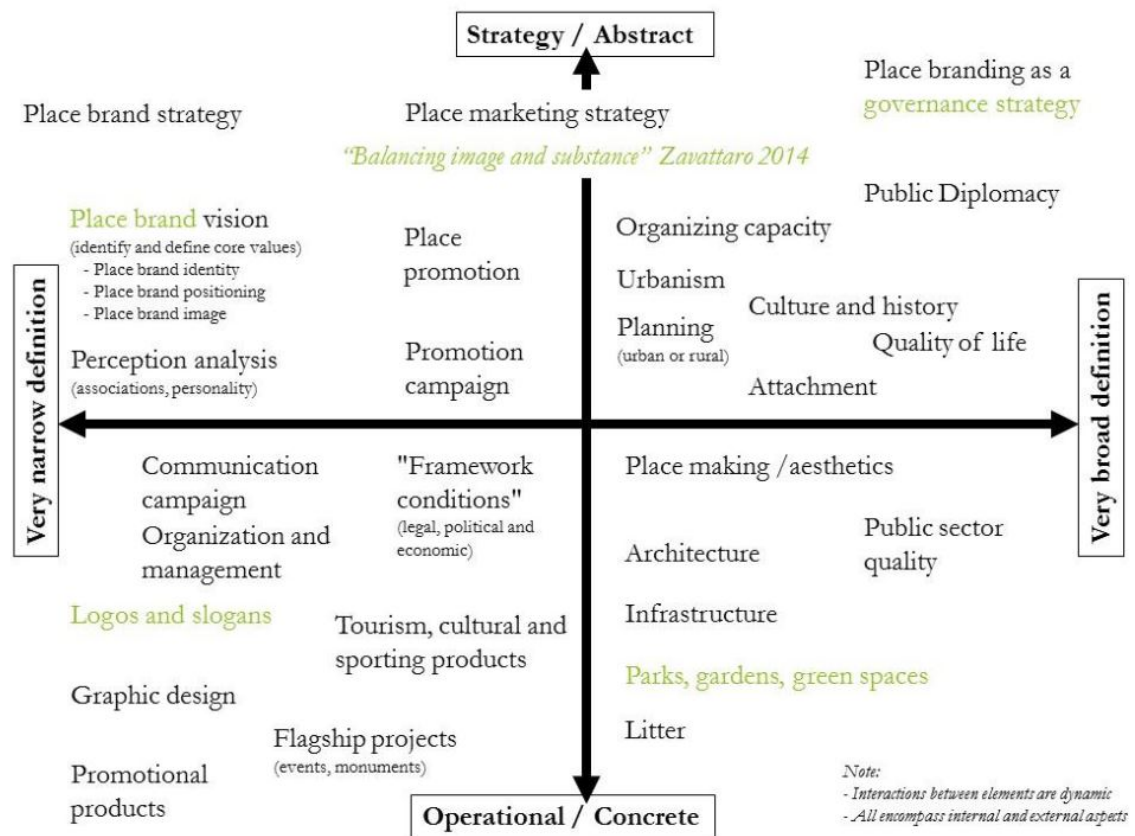 Strategy / Abstract
Place brand strategy
Place marketing strategy
Place branding as a
governance strategy
“Balancing image and substance” Zavattaro 2014
Public Diplomacy
Place brand vision
(identify and define core values)
- Place brand identity
- Place brand positioning
- Place brand image
Place
promotion
Organizing capacity
Urbanism
Culture and history
Planning
(urban or rural)
Quality of life
Perception analysis
(associations, personality)
Promotion
campaign
Attachment
Very narrow definition
Very broad definition
Communication
campaign
Organization and
management
"Framework
conditions"
(legal, political and
economic)
Place making /aesthetics
Architecture
Public sector
quality
Logos and slogans
Infrastructure
Tourism, cultural and
sporting products
Parks, gardens, green spaces
Graphic design
Litter
Flagship projects
(events, monuments)
Promotional
products
Operational / Concrete
Note:
- Interactions between elements are dynamic
- All encompass internal and external aspects